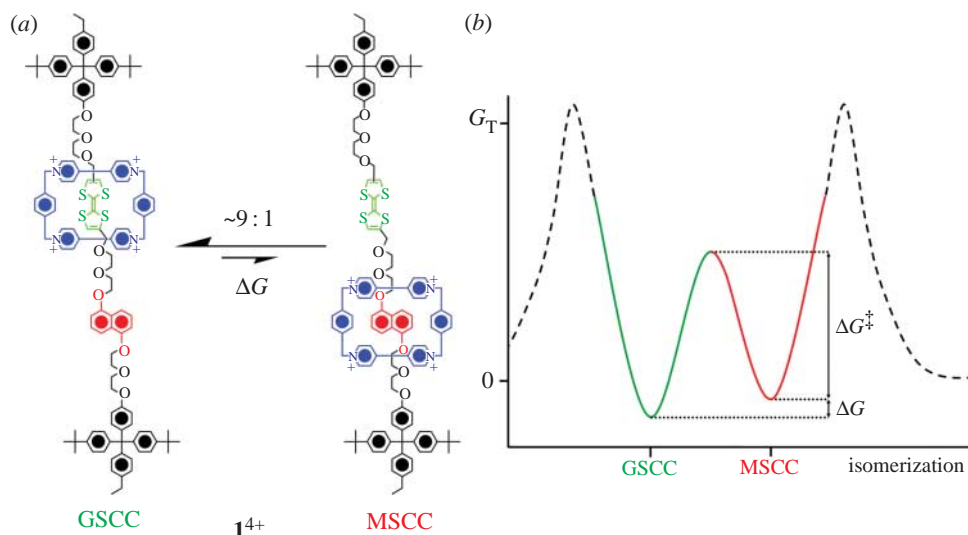 (a)
O
O
O
N+
N+
S
S
S
S
N+
N+
O
O
O
O
O
O
O
GSCC
~9 : 1
ΔG
1⁴⁺
O
O
O
S
S
S
S
O
O
N+
N+
O
O
N+
N+
O
O
MSCC
(b)
G_T
0
ΔG‡
ΔG
GSCC
MSCC
isomerization